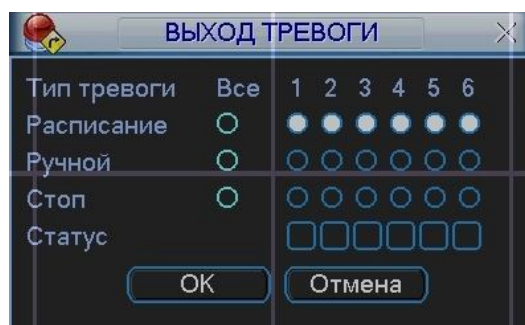 ВЫХОД ТРЕВОГИ
Тип тревоги Все 1 2 3 4 5 6
Расписание
Ручной
Стоп
Статус
OK Отмена